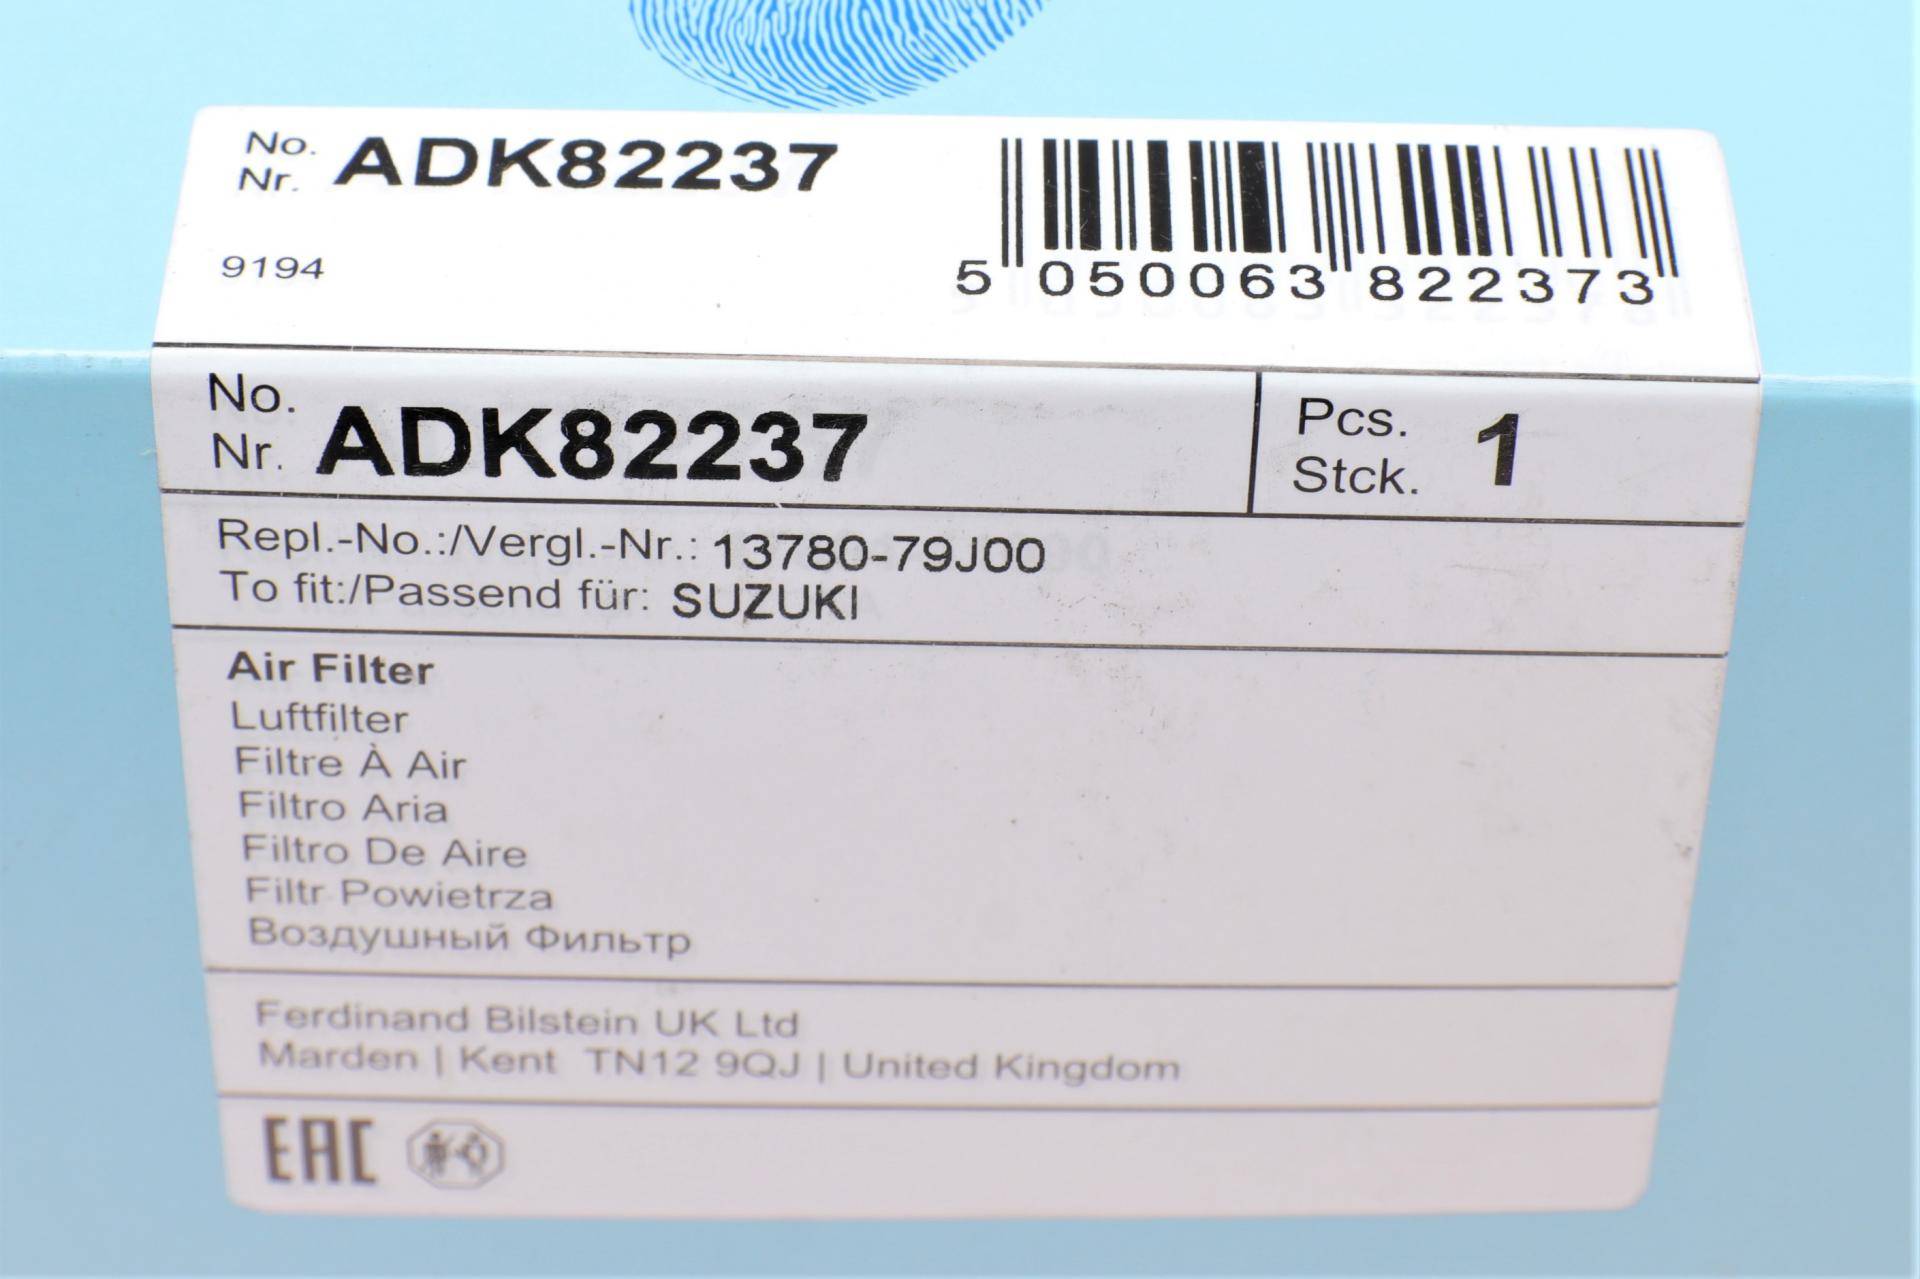 No.
Nr. ADK82237
9194
5 050063 822373
No.
Nr. ADK82237
Pcs.
Stck. 1
Repl.-No.:/Vergl.-Nr.: 13780-79J00
To fit:/Passend für: SUZUKI
Air Filter
Luftfilter
Filtre À Air
Filtro Aria
Filtro De Aire
Filtr Powietrza
Воздушный Фильтр
Ferdinand Bilstein UK Ltd
Marden | Kent TN12 9QJ | United Kingdom
EAC